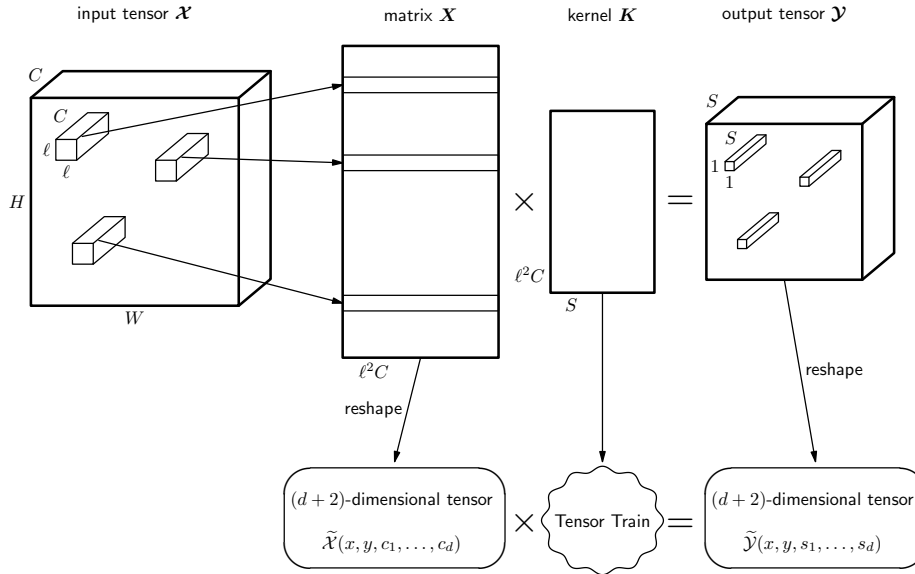 input tensor 𝓧
matrix X
kernel K
output tensor 𝓨
C
C
ℓ
ℓ
H
W
ℓ²C
×
ℓ²C
S
=
S
S
1
1
reshape
reshape
(d + 2)-dimensional tensor
𝒳̃(x, y, c₁, . . . , c_d)
×
Tensor Train
=
(d + 2)-dimensional tensor
𝒴̃(x, y, s₁, . . . , s_d)